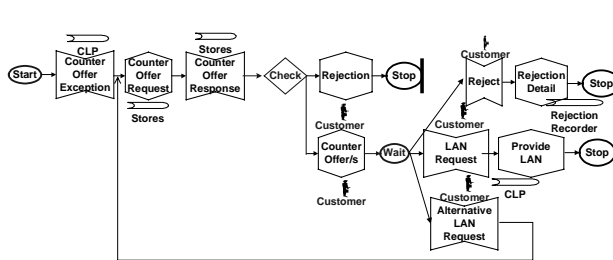 CLP
Start
Counter
Offer
Exception
Counter
Offer
Request
Stores
Stores
Counter
Offer
Response
Check
Rejection
Stop
Customer
Counter
Offer/s
Customer
Wait
Customer
Reject
Rejection
Detail
Stop
Rejection
Recorder
Customer
LAN
Request
Provide
LAN
Stop
CLP
Customer
Alternative
LAN
Request